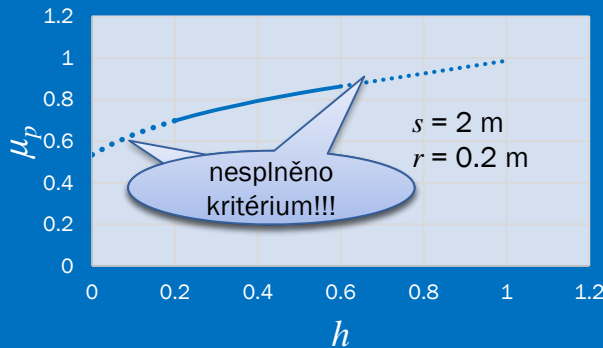 1.2
1
0.8
0.6
0.4
0.2
0
μp
s = 2 m
r = 0.2 m
nesplněno
kritérium!!!
0 0.2 0.4 0.6 0.8 1 1.2
h